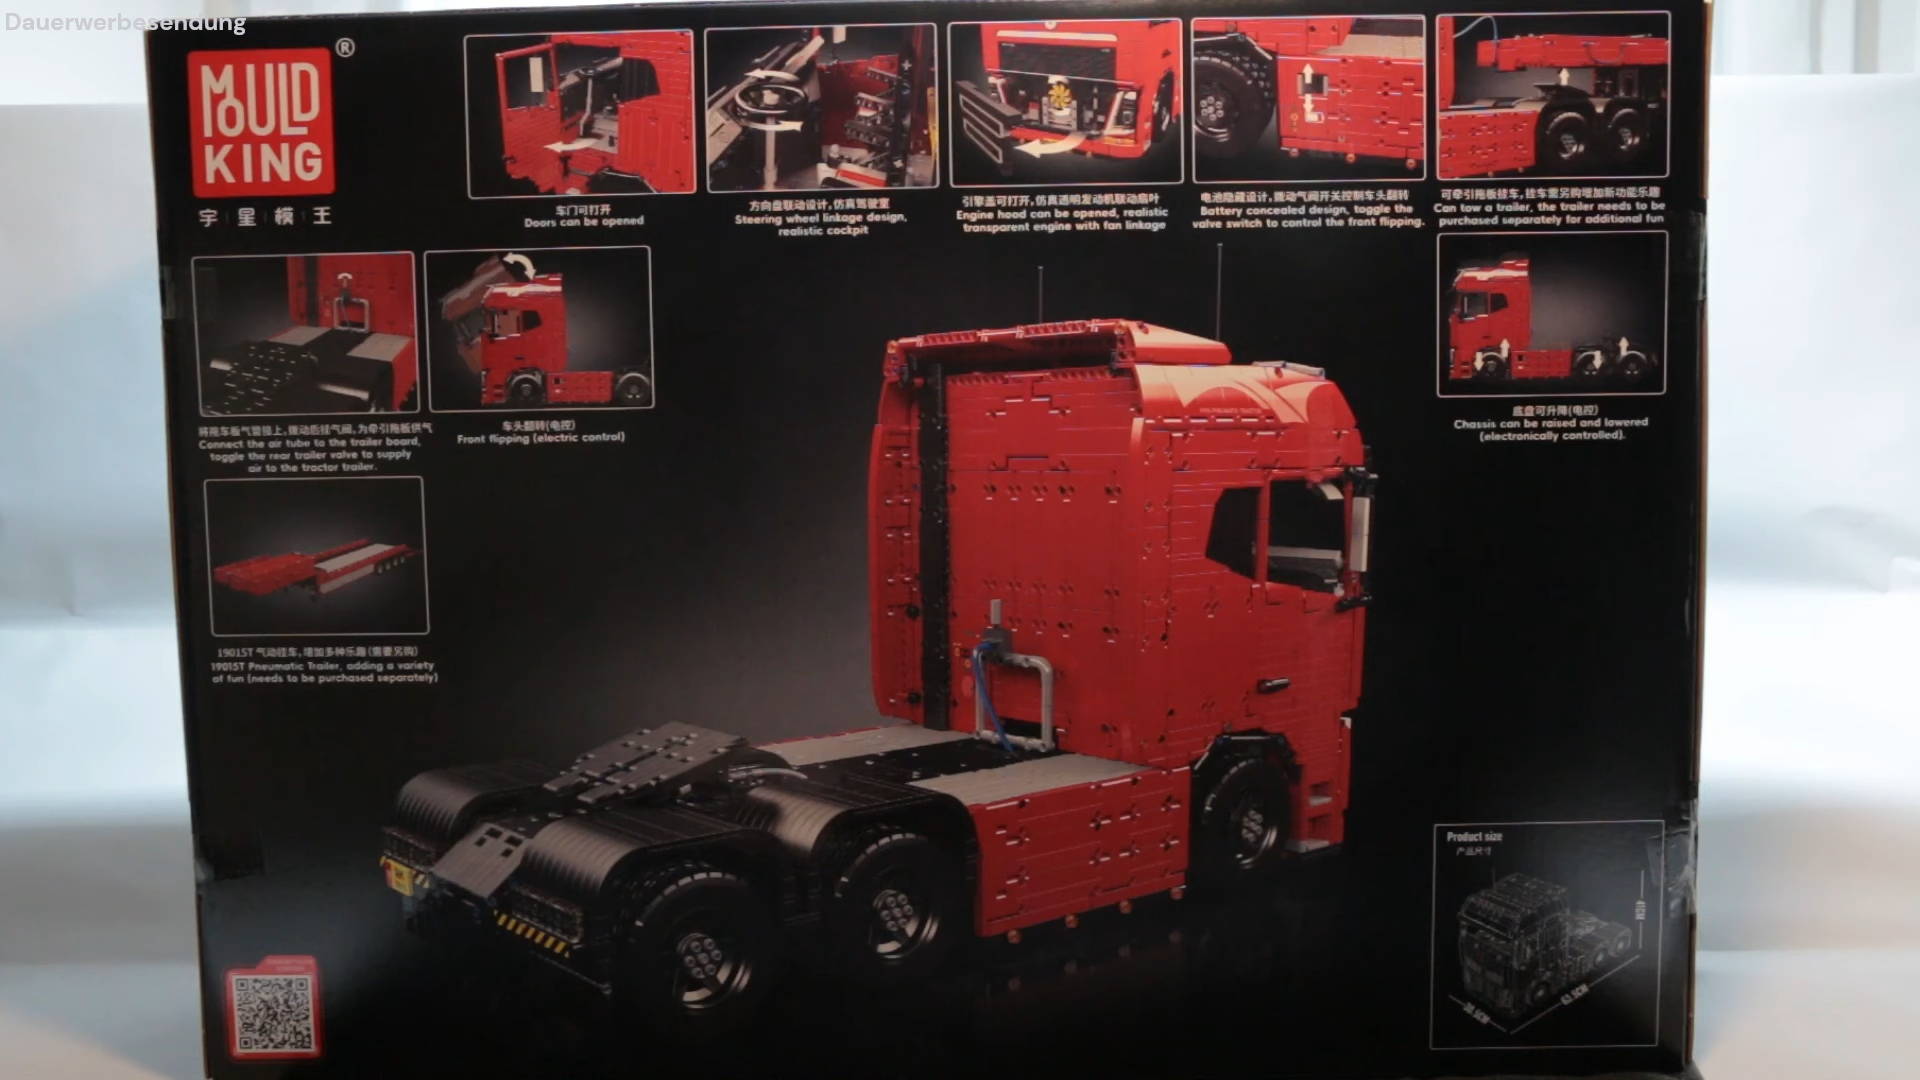 Dauerwerbesendung
MOULD
KING
®
宇 星 模 王
车门可打开
Doors can be opened
方向盘联动设计,仿真驾驶室
Steering wheel linkage design,
realistic cockpit
引擎盖可打开,仿真透明发动机联动扇叶
Engine hood can be opened, realistic
transparent engine with fan linkage
电池隐藏设计,拨动气阀开关控制车头翻转
Battery concealed design, toggle the
valve switch to control the front flipping.
可牵引拖板挂车,挂车需另购增加新功能乐趣
Can tow a trailer, the trailer needs to be
purchased separately for additional fun
将拖车板气管接上,拨动后挂气阀,为牵引拖板供气
Connect the air tube to the trailer board,
toggle the rear trailer valve to supply
air to the tractor trailer.
车头翻转(电控)
Front flipping (electric control)
底盘可升降(电控)
Chassis can be raised and lowered
(electronically controlled).
19015T 气动挂车,增加多种乐趣(需要另购)
19015T Pneumatic Trailer, adding a variety
of fun (needs to be purchased separately)
Product size
产品尺寸
41CM
63.5CM